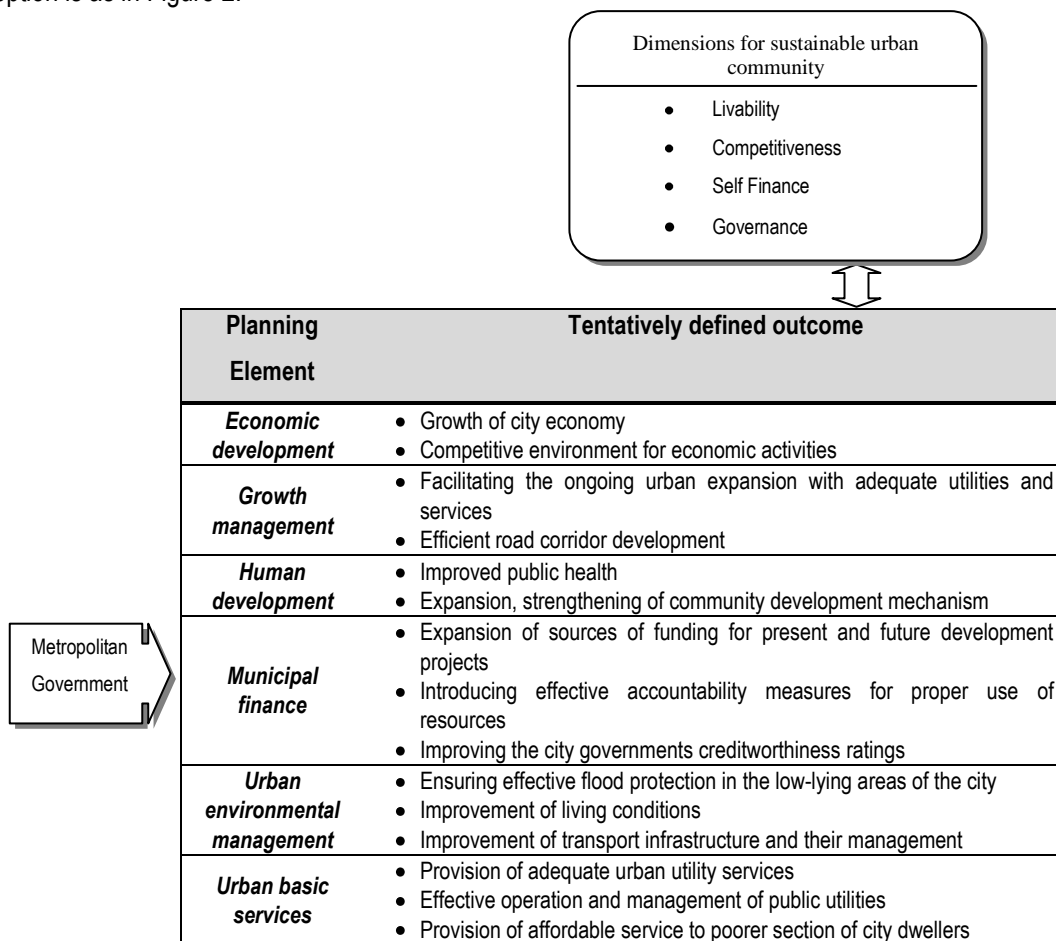 ption is as in Figure 2.
Dimensions for sustainable urban
community
• Livability
• Competitiveness
• Self Finance
• Governance
Planning
Element
Tentatively defined outcome
Economic
development
• Growth of city economy
• Competitive environment for economic activities
Growth
management
• Facilitating the ongoing urban expansion with adequate utilities and
services
• Efficient road corridor development
Human
development
• Improved public health
• Expansion, strengthening of community development mechanism
Metropolitan
Government
Municipal
finance
• Expansion of sources of funding for present and future development
projects
• Introducing effective accountability measures for proper use of
resources
• Improving the city governments creditworthiness ratings
Urban
environmental
management
• Ensuring effective flood protection in the low-lying areas of the city
• Improvement of living conditions
• Improvement of transport infrastructure and their management
Urban basic
services
• Provision of adequate urban utility services
• Effective operation and management of public utilities
• Provision of affordable service to poorer section of city dwellers